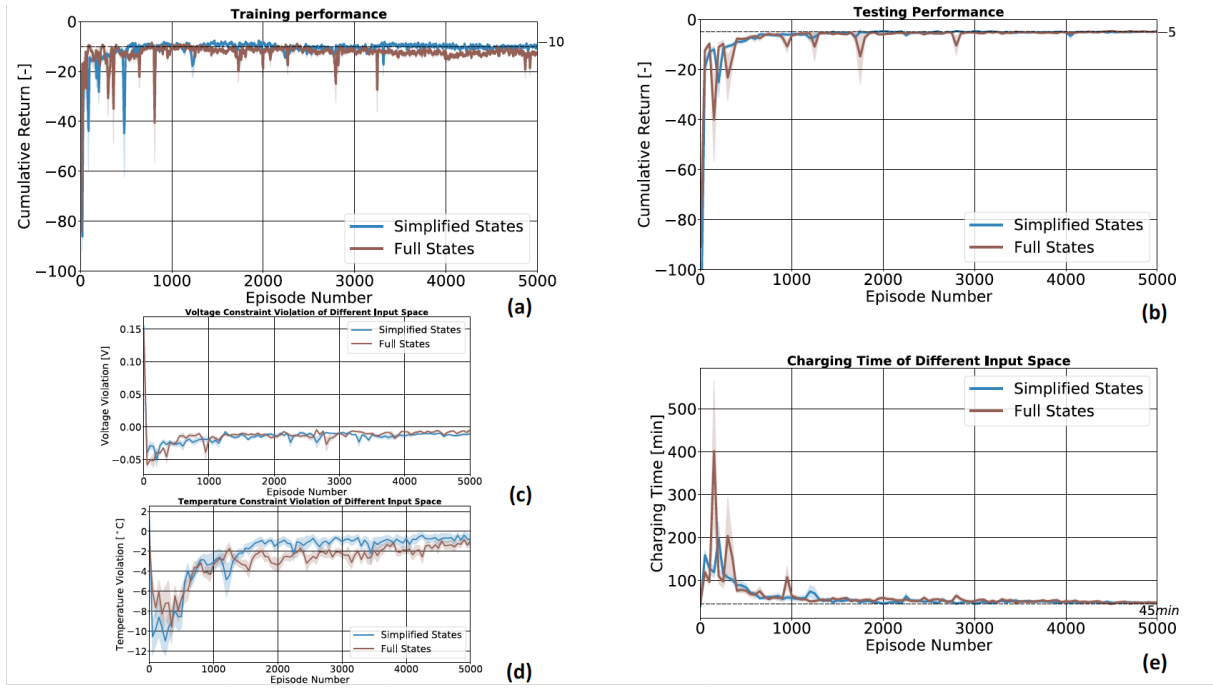 Training performance
0
−20
−40
−60
−80
−100
Cumulative Return [-]
−10
Simplified States
Full States
0
1000
2000
3000
4000
5000
Episode Number
(a)
Testing Performance
0
−20
−40
−60
−80
−100
Cumulative Return [-]
−5
Simplified States
Full States
0
1000
2000
3000
4000
5000
Episode Number
(b)
Voltage Constraint Violation of Different Input Space
0.15
0.10
0.05
0.00
−0.05
Voltage Violation [V]
Simplified States
Full States
0
1000
2000
3000
4000
5000
Episode Number
(c)
Temperature Constraint Violation of Different Input Space
2
0
−2
−4
−6
−8
−10
−12
Temperature Violation [°C]
Simplified States
Full States
0
1000
2000
3000
4000
5000
Episode Number
(d)
Charging Time of Different Input Space
500
400
300
200
100
Charging Time [min]
Simplified States
Full States
45min
0
1000
2000
3000
4000
5000
Episode Number
(e)